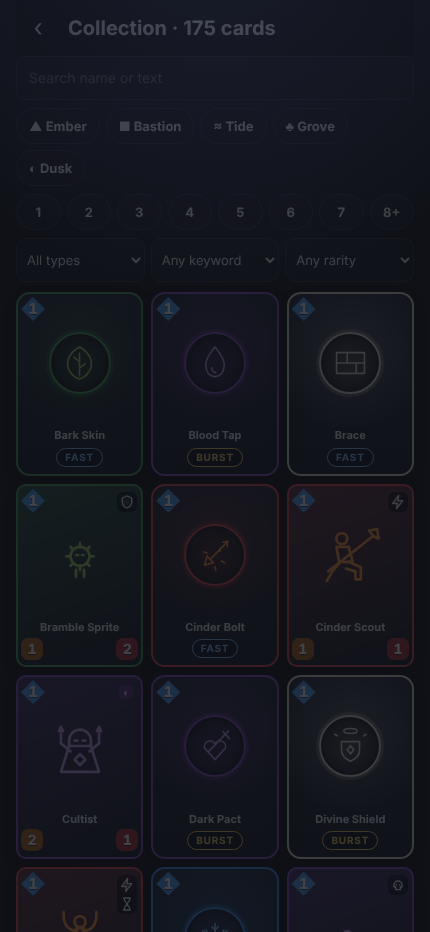 Collection · 175 cards
Search name or text
Ember
Bastion
Tide
Grove
Dusk
1 2 3 4 5 6 7 8+
All types
Any keyword
Any rarity
1 1 1
Bark Skin
FAST
Blood Tap
BURST
Brace
FAST
1 1 1
Bramble Sprite
1 2
Cinder Bolt
FAST
Cinder Scout
1 1
1 1 1
Cultist
2 1
Dark Pact
BURST
Divine Shield
BURST
1 1 1